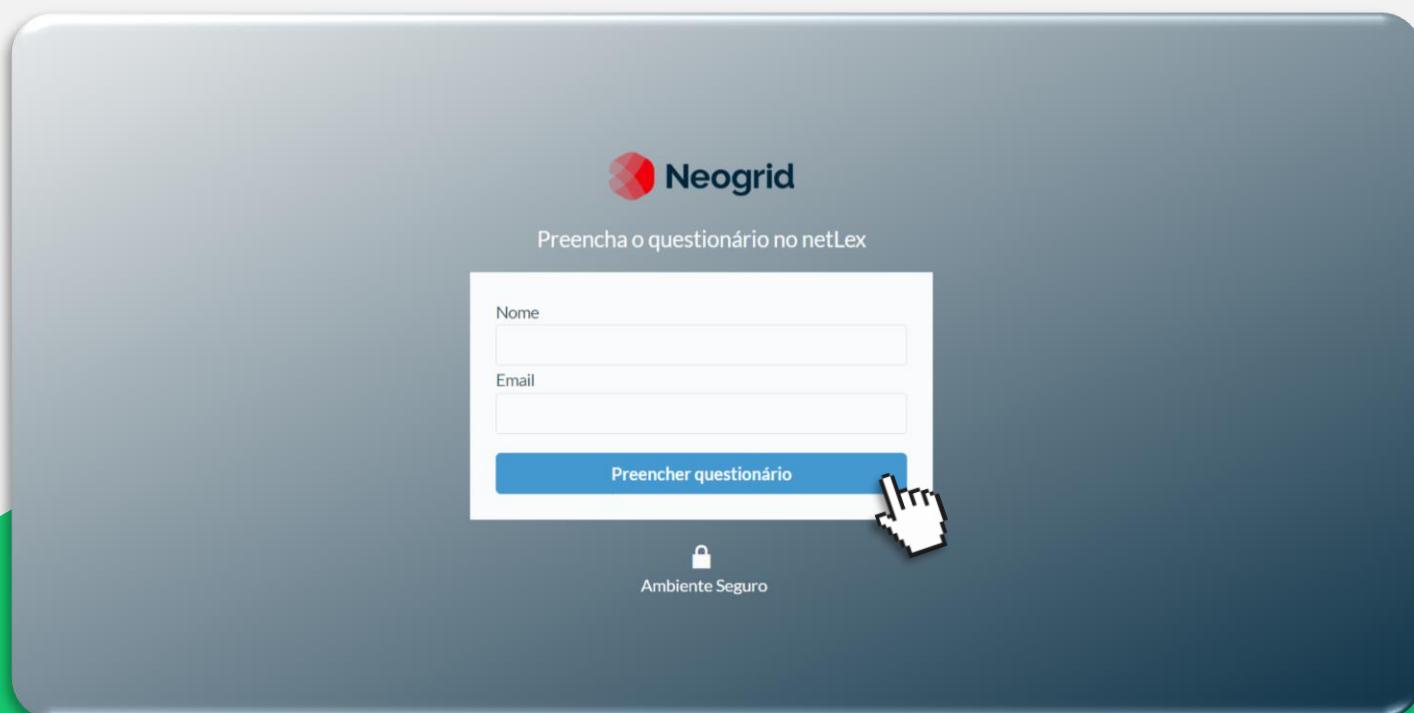 Neogrid
Preencha o questionário no netLex
Nome
Email
Preencher questionário
Ambiente Seguro